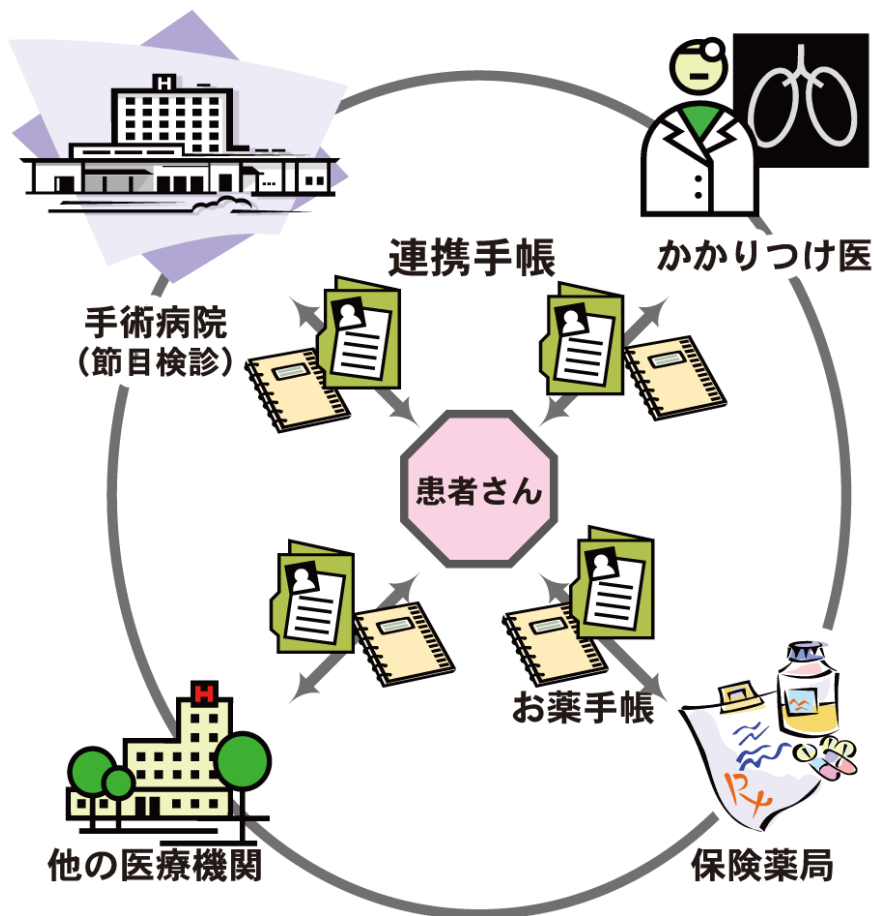 H
連携手帳
かかりつけ医
手術病院
（節目検診）
患者さん
お薬手帳
H
Rx
他の医療機関
保険薬局